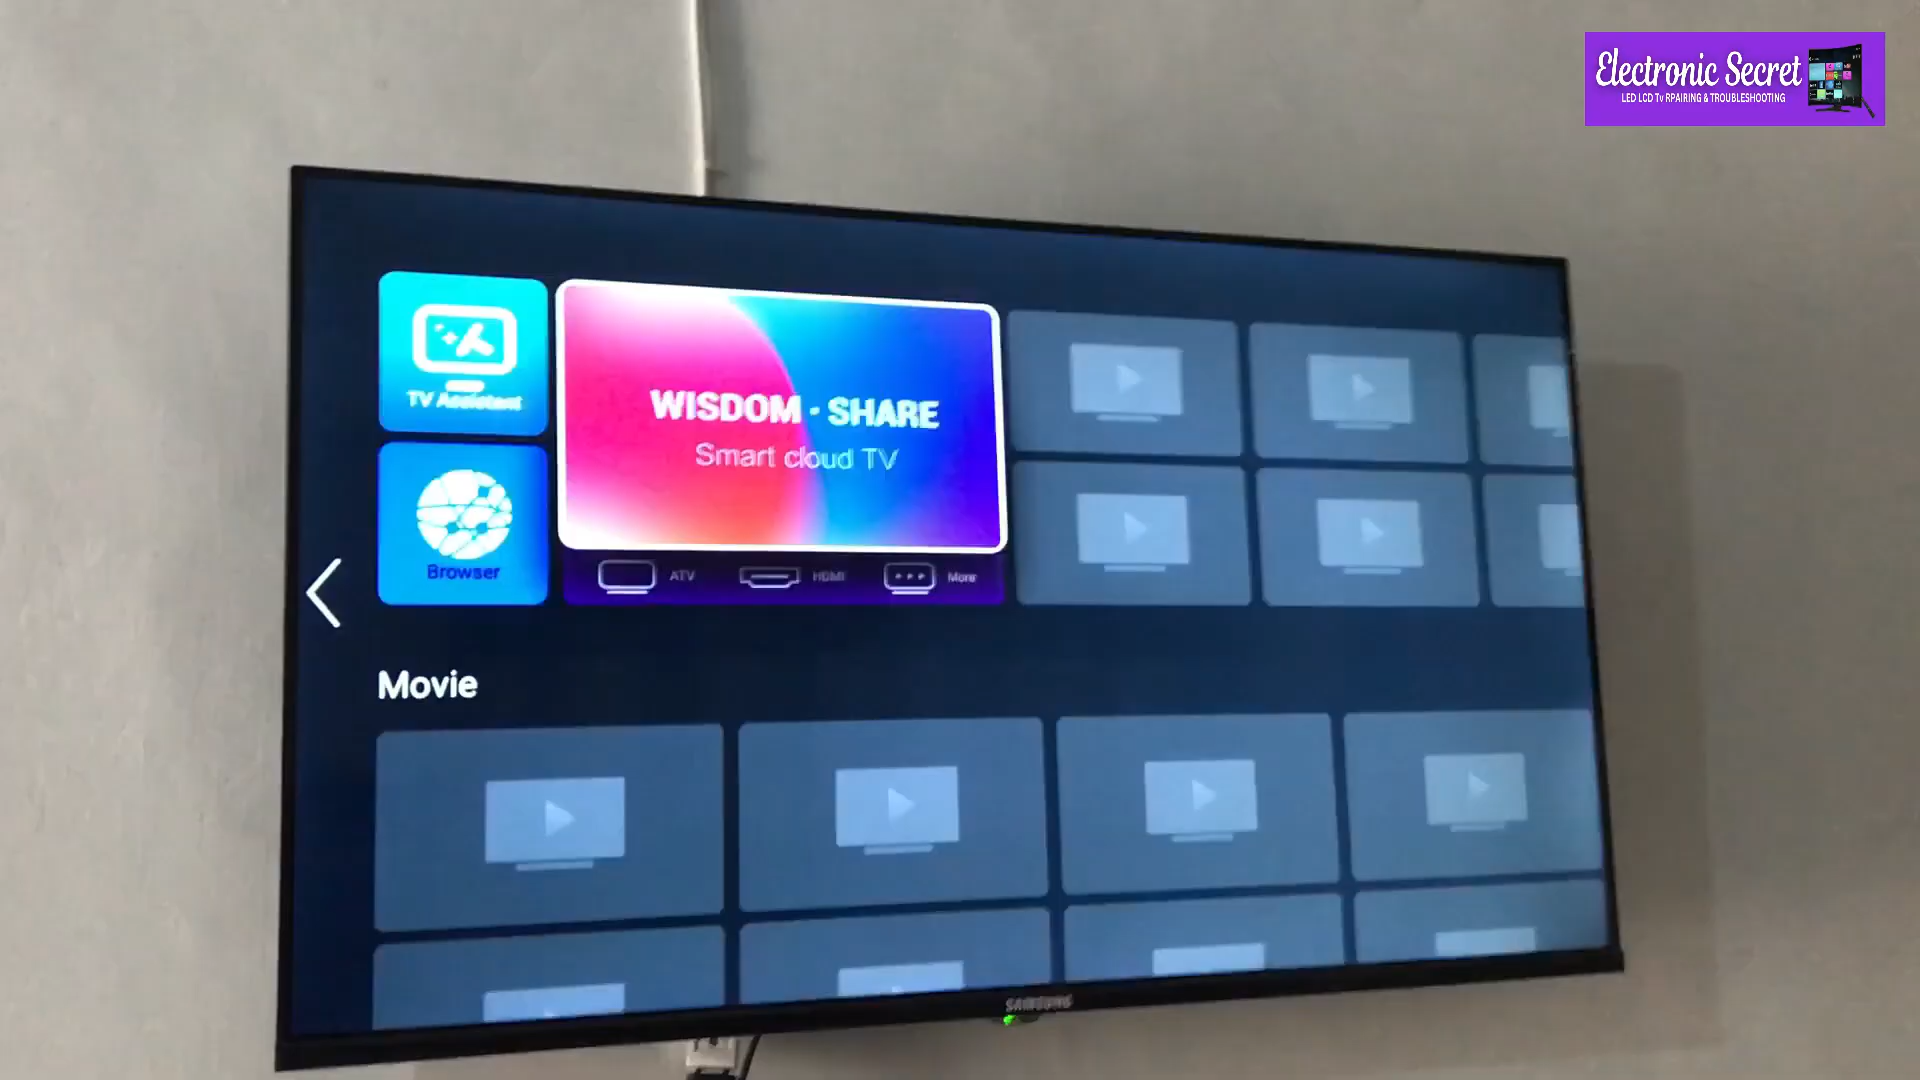 Electronic Secret
LED LCD Tv RPAIRING & TROUBLESHOOTING
TV Assistant
WISDOM · SHARE
Smart cloud TV
Browser
ATV
HDMI
More
Movie
SAMSUNG